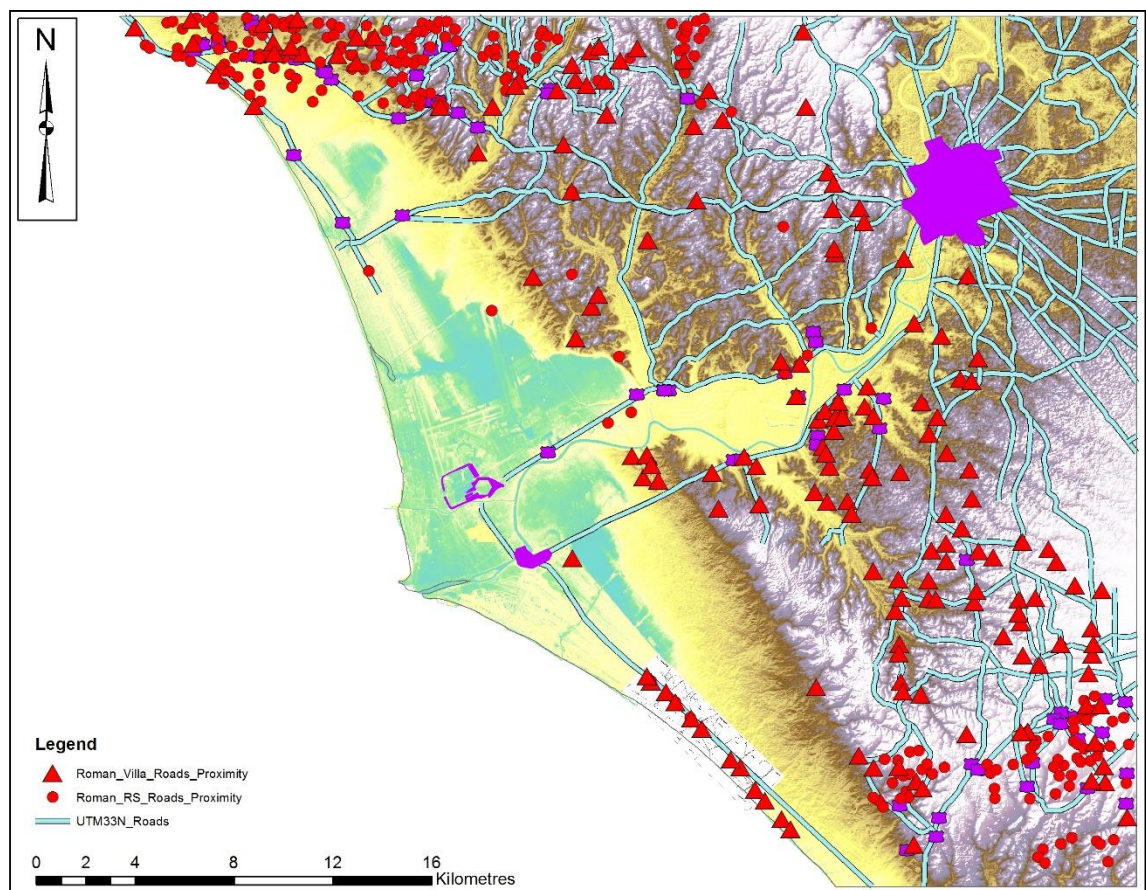 N
Legend
Roman_Villa_Roads_Proximity
Roman_RS_Roads_Proximity
UTM33N_Roads
0 2 4 8 12 16
Kilometres